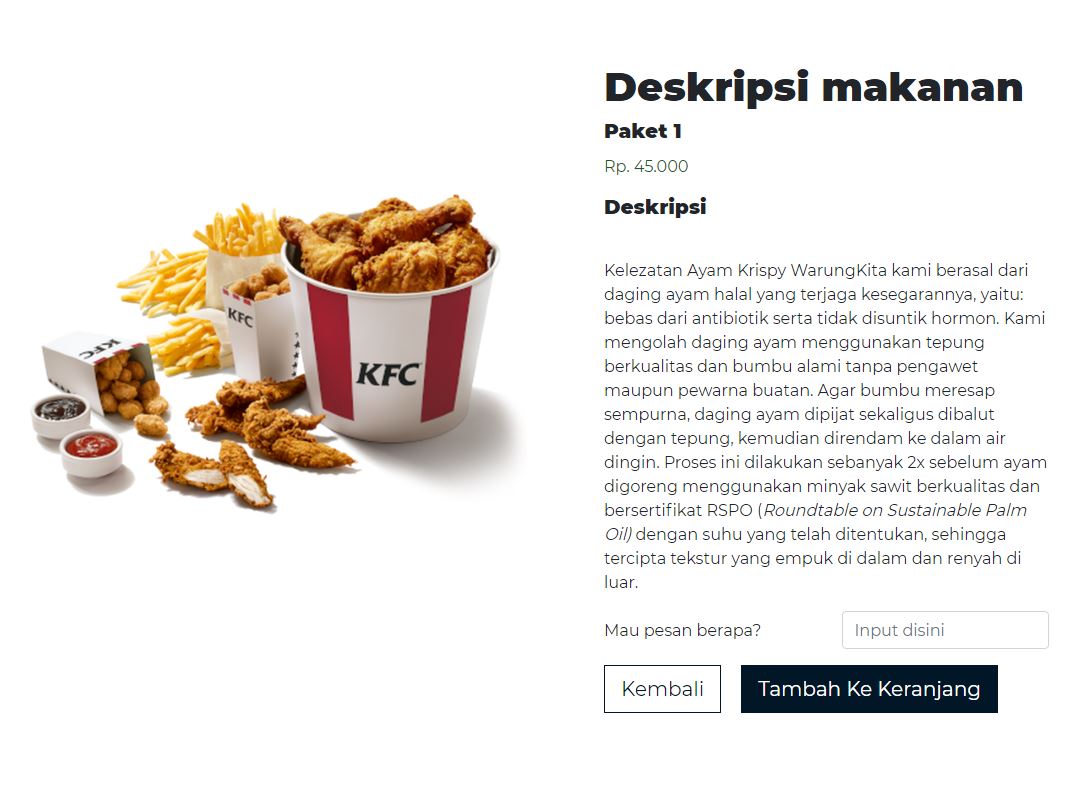 Deskripsi makanan
Paket 1
Rp. 45.000
Deskripsi
Kelezatan Ayam Krispy WarungKita kami berasal dari
daging ayam halal yang terjaga kesegarannya, yaitu:
bebas dari antibiotik serta tidak disuntik hormon. Kami
mengolah daging ayam menggunakan tepung
berkualitas dan bumbu alami tanpa pengawet
maupun pewarna buatan. Agar bumbu meresap
sempurna, daging ayam dipijat sekaligus dibalut
dengan tepung, kemudian direndam ke dalam air
dingin. Proses ini dilakukan sebanyak 2x sebelum ayam
digoreng menggunakan minyak sawit berkualitas dan
bersertifikat RSPO (Roundtable on Sustainable Palm
Oil) dengan suhu yang telah ditentukan, sehingga
tercipta tekstur yang empuk di dalam dan renyah di
luar.
Mau pesan berapa? Input disini
Kembali Tambah Ke Keranjang
KFC
KFC
KFC